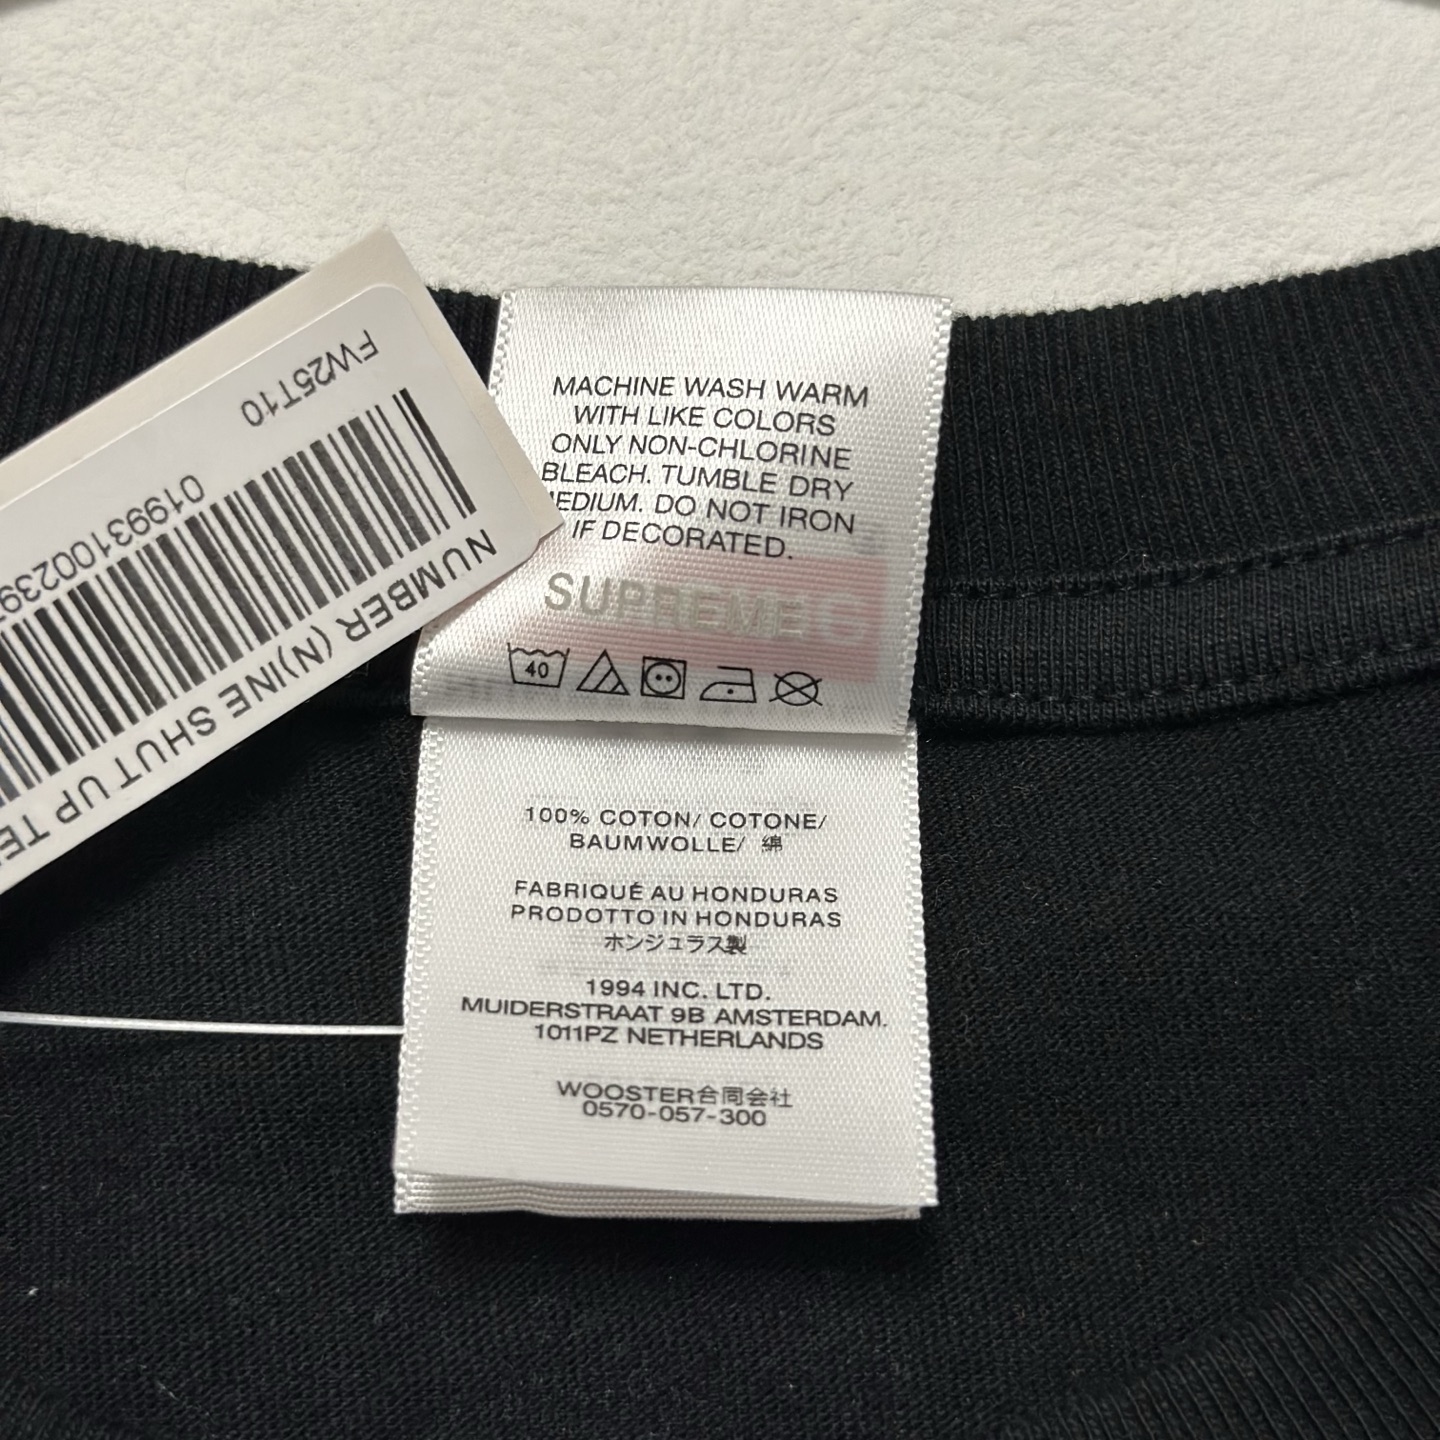 FW25T10
01993100239
NUMBER (N)INE SHUT UP
MACHINE WASH WARM
WITH LIKE COLORS
ONLY NON-CHLORINE
BLEACH. TUMBLE DRY
MEDIUM. DO NOT IRON
IF DECORATED.
SUPREME
40
100% COTON/ COTONE/
BAUMWOLLE/ 綿
FABRIQUÉ AU HONDURAS
PRODOTTO IN HONDURAS
ホンジュラス製
1994 INC. LTD.
MUIDERSTRAAT 9B AMSTERDAM.
1011PZ NETHERLANDS
WOOSTER合同会社
0570-057-300